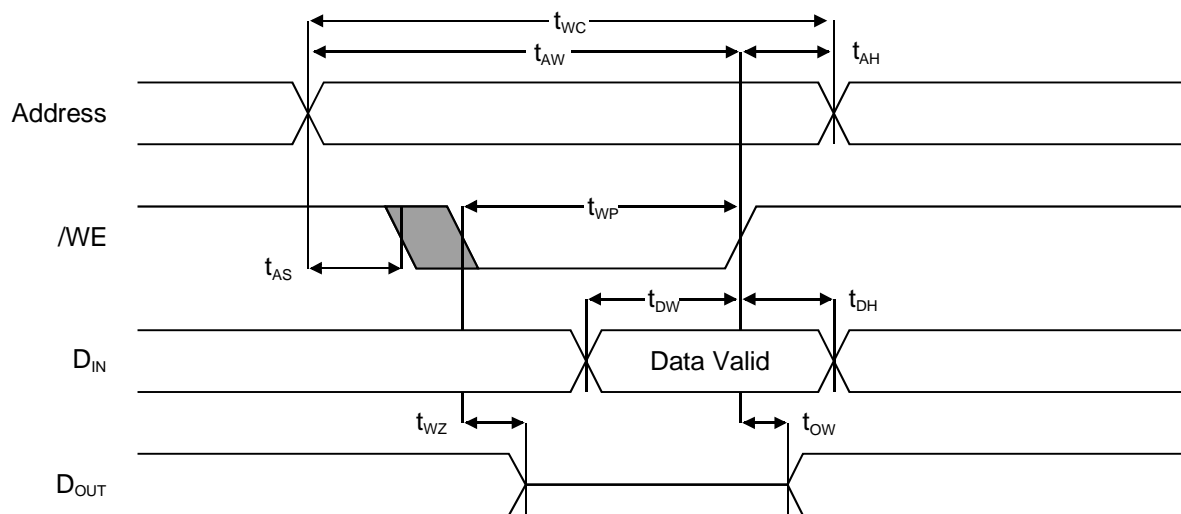 tWC
tAW
tAH
Address
tWP
/WE
tAS
tDW
tDH
DIN
Data Valid
tWZ
tOW
DOUT